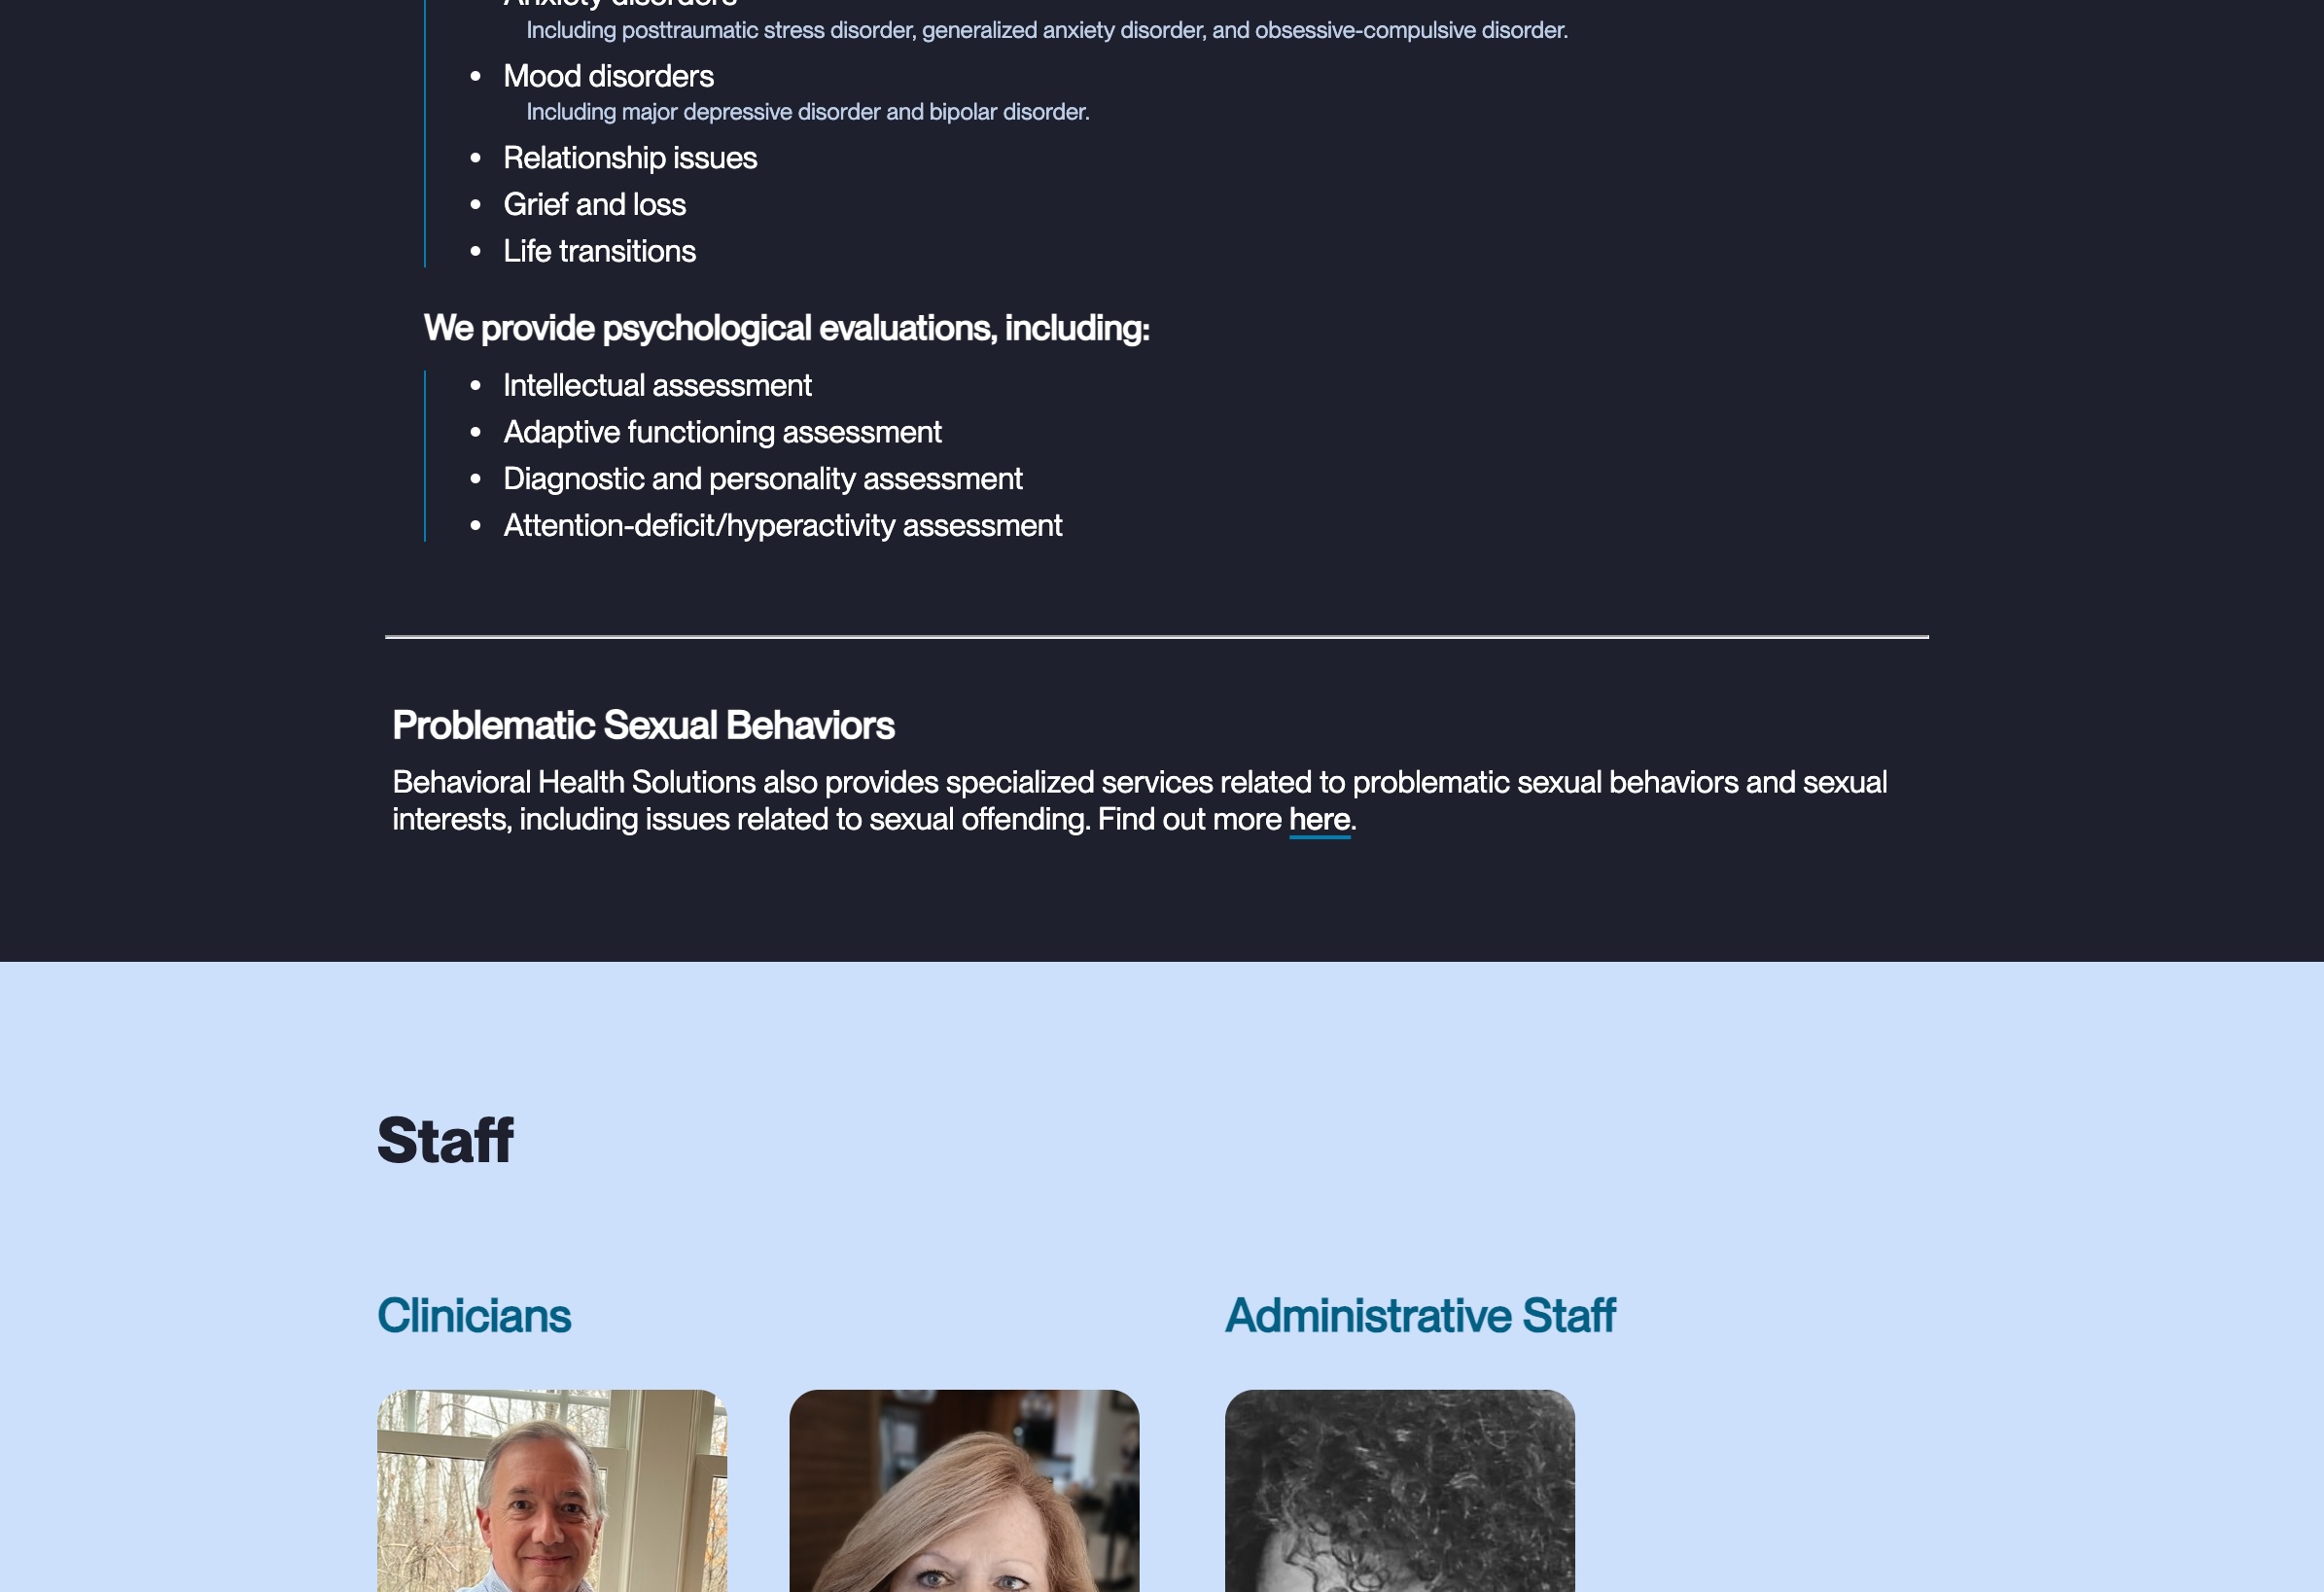 Anxiety disorders
Including posttraumatic stress disorder, generalized anxiety disorder, and obsessive-compulsive disorder.
Mood disorders
Including major depressive disorder and bipolar disorder.
Relationship issues
Grief and loss
Life transitions
We provide psychological evaluations, including:
Intellectual assessment
Adaptive functioning assessment
Diagnostic and personality assessment
Attention-deficit/hyperactivity assessment
Problematic Sexual Behaviors
Behavioral Health Solutions also provides specialized services related to problematic sexual behaviors and sexual
interests, including issues related to sexual offending. Find out more here.
Staff
Clinicians
Administrative Staff